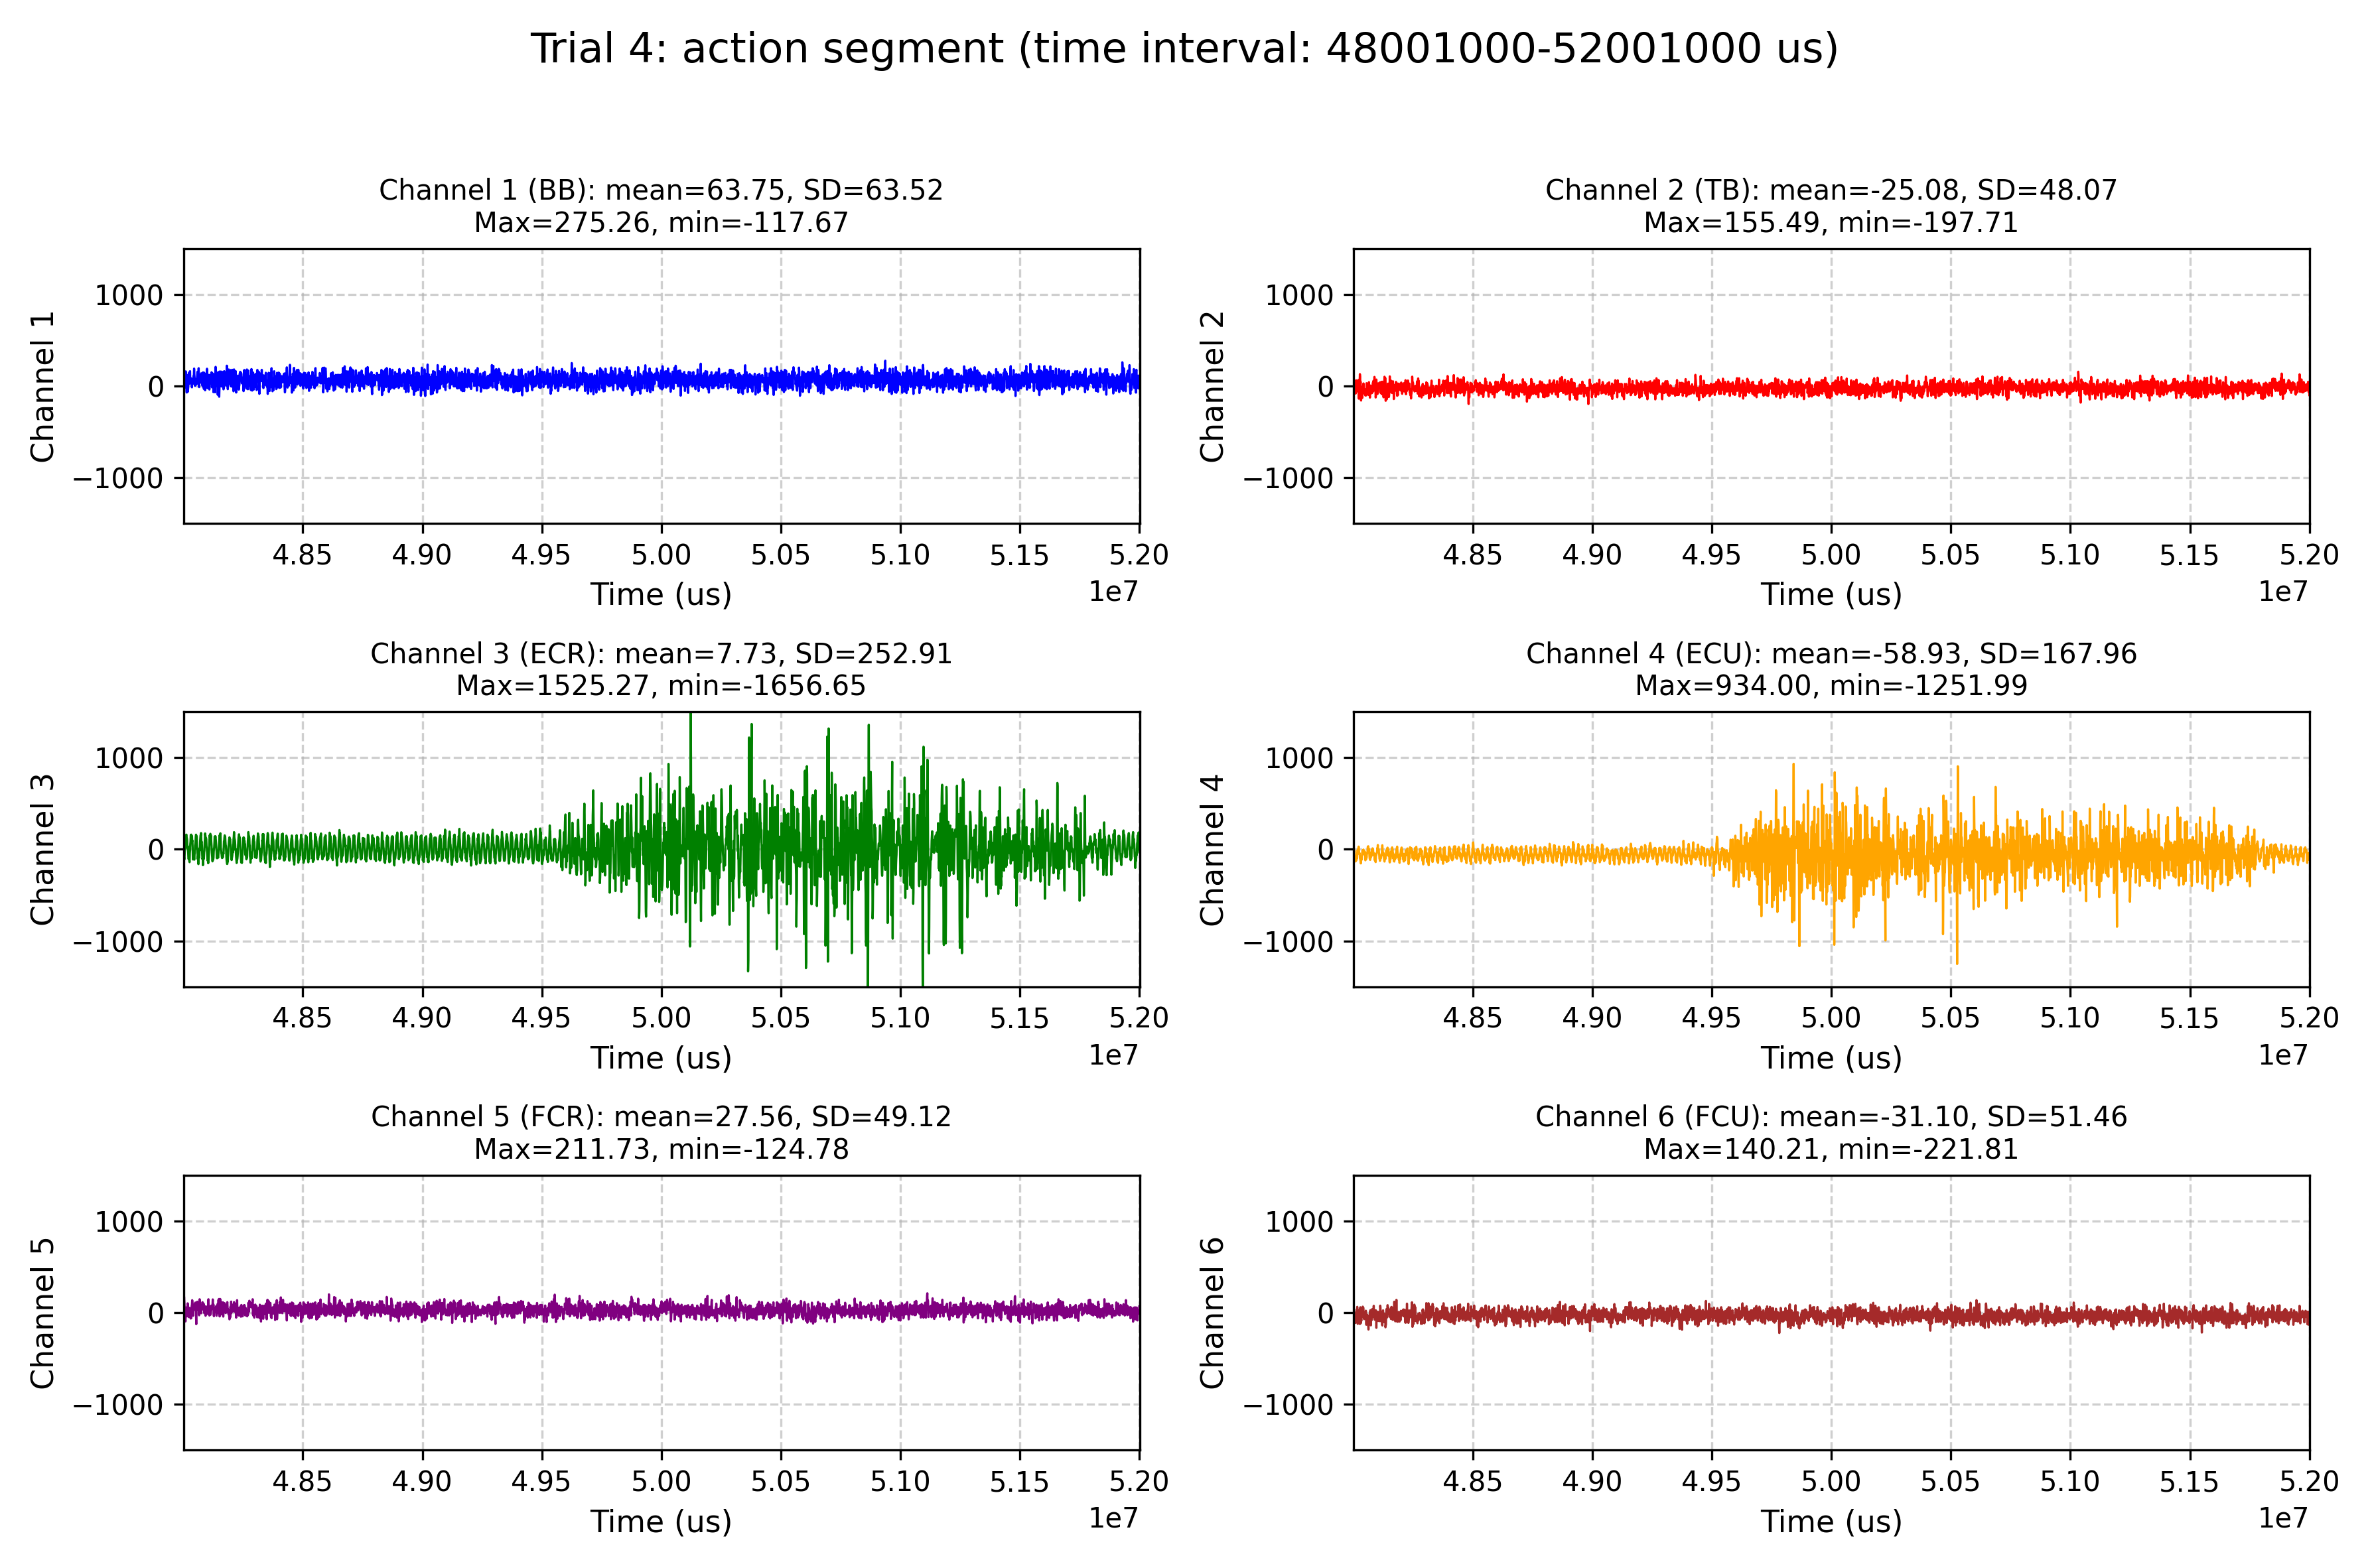 Trial 4: action segment (time interval: 48001000-52001000 us)
Channel 1 (BB): mean=63.75, SD=63.52
Max=275.26, min=-117.67
1000
0
−1000
Channel 1
4.85 4.90 4.95 5.00 5.05 5.10 5.15 5.20
Time (us)
1e7
Channel 2 (TB): mean=-25.08, SD=48.07
Max=155.49, min=-197.71
1000
0
−1000
Channel 2
4.85 4.90 4.95 5.00 5.05 5.10 5.15 5.20
Time (us)
1e7
Channel 3 (ECR): mean=7.73, SD=252.91
Max=1525.27, min=-1656.65
1000
0
−1000
Channel 3
4.85 4.90 4.95 5.00 5.05 5.10 5.15 5.20
Time (us)
1e7
Channel 4 (ECU): mean=-58.93, SD=167.96
Max=934.00, min=-1251.99
1000
0
−1000
Channel 4
4.85 4.90 4.95 5.00 5.05 5.10 5.15 5.20
Time (us)
1e7
Channel 5 (FCR): mean=27.56, SD=49.12
Max=211.73, min=-124.78
1000
0
−1000
Channel 5
4.85 4.90 4.95 5.00 5.05 5.10 5.15 5.20
Time (us)
1e7
Channel 6 (FCU): mean=-31.10, SD=51.46
Max=140.21, min=-221.81
1000
0
−1000
Channel 6
4.85 4.90 4.95 5.00 5.05 5.10 5.15 5.20
Time (us)
1e7